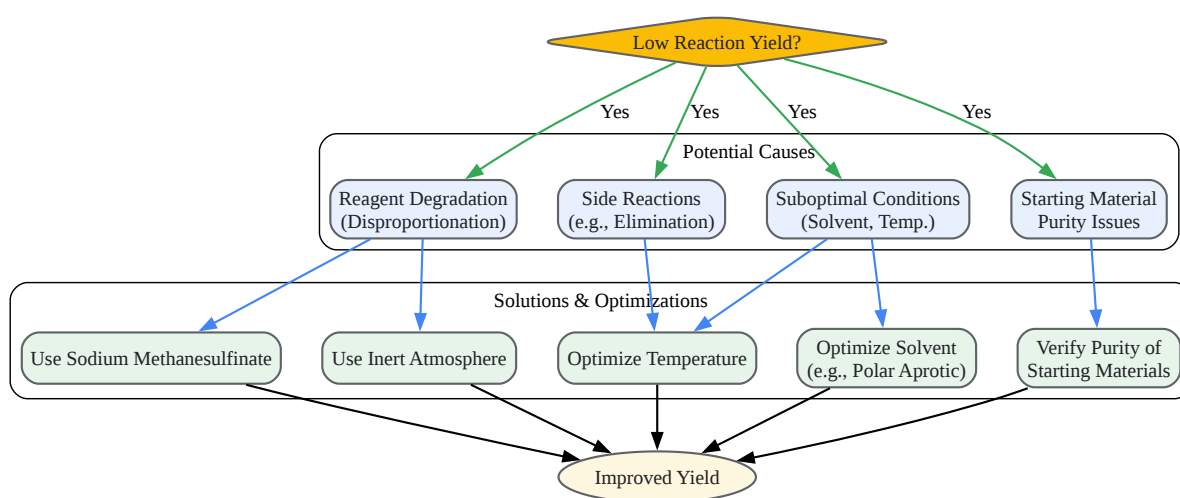 Low Reaction Yield?
Yes
Yes
Yes
Yes
Potential Causes
Reagent Degradation
(Disproportionation)
Side Reactions
(e.g., Elimination)
Suboptimal Conditions
(Solvent, Temp.)
Starting Material
Purity Issues
Solutions & Optimizations
Use Sodium Methanesulfinate
Use Inert Atmosphere
Optimize Temperature
Optimize Solvent
(e.g., Polar Aprotic)
Verify Purity of
Starting Materials
Improved Yield